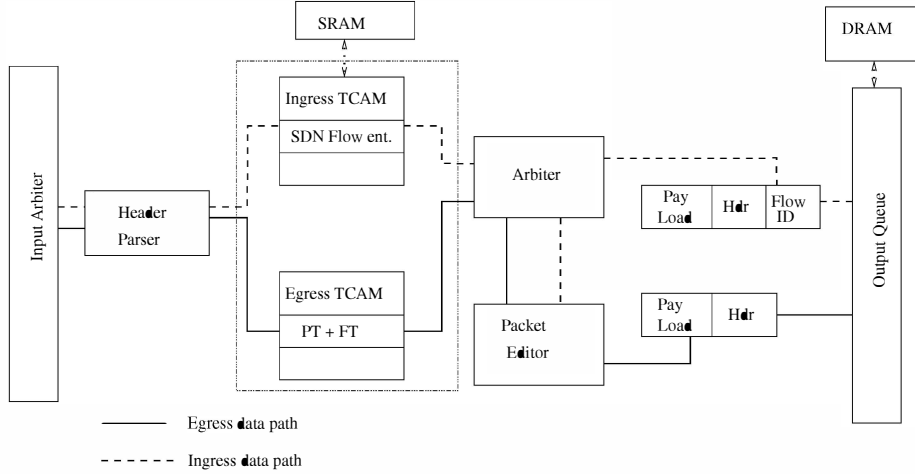 SRAM
DRAM
Ingress TCAM
SDN Flow ent.
Input Arbiter
Header
Parser
Arbiter
Pay
Load
Hdr
Flow
ID
Output Queue
Egress TCAM
PT + FT
Packet
Editor
Pay
Load
Hdr
Egress data path
Ingress data path